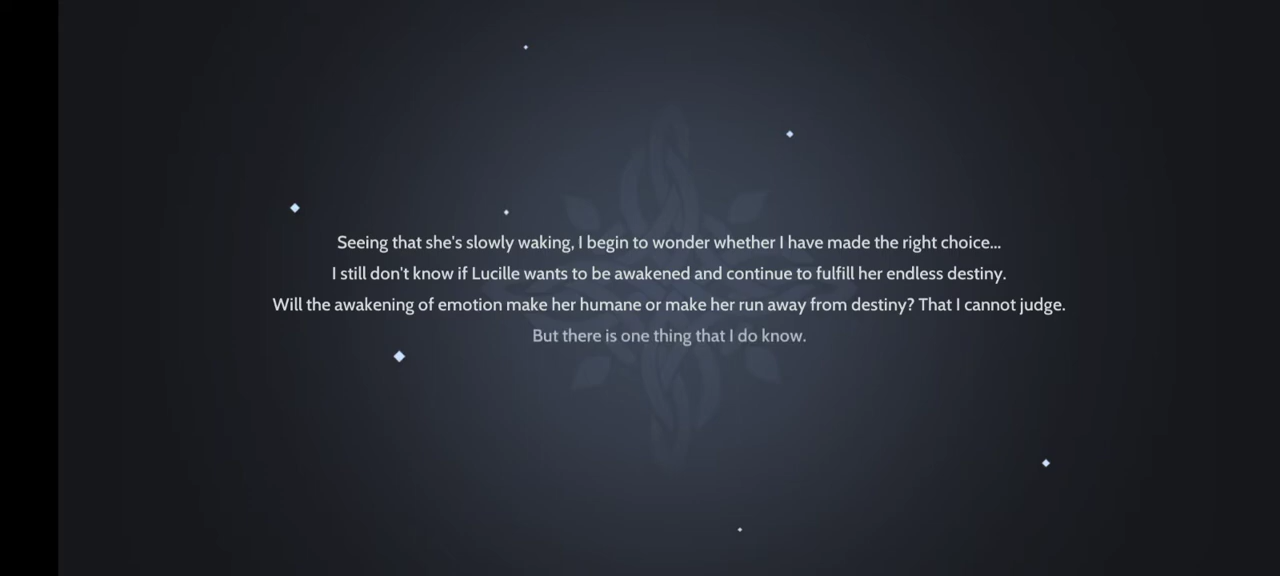 Seeing that she's slowly waking, I begin to wonder whether I have made the right choice...
I still don't know if Lucille wants to be awakened and continue to fulfill her endless destiny.
Will the awakening of emotion make her humane or make her run away from destiny? That I cannot judge.
But there is one thing that I do know.